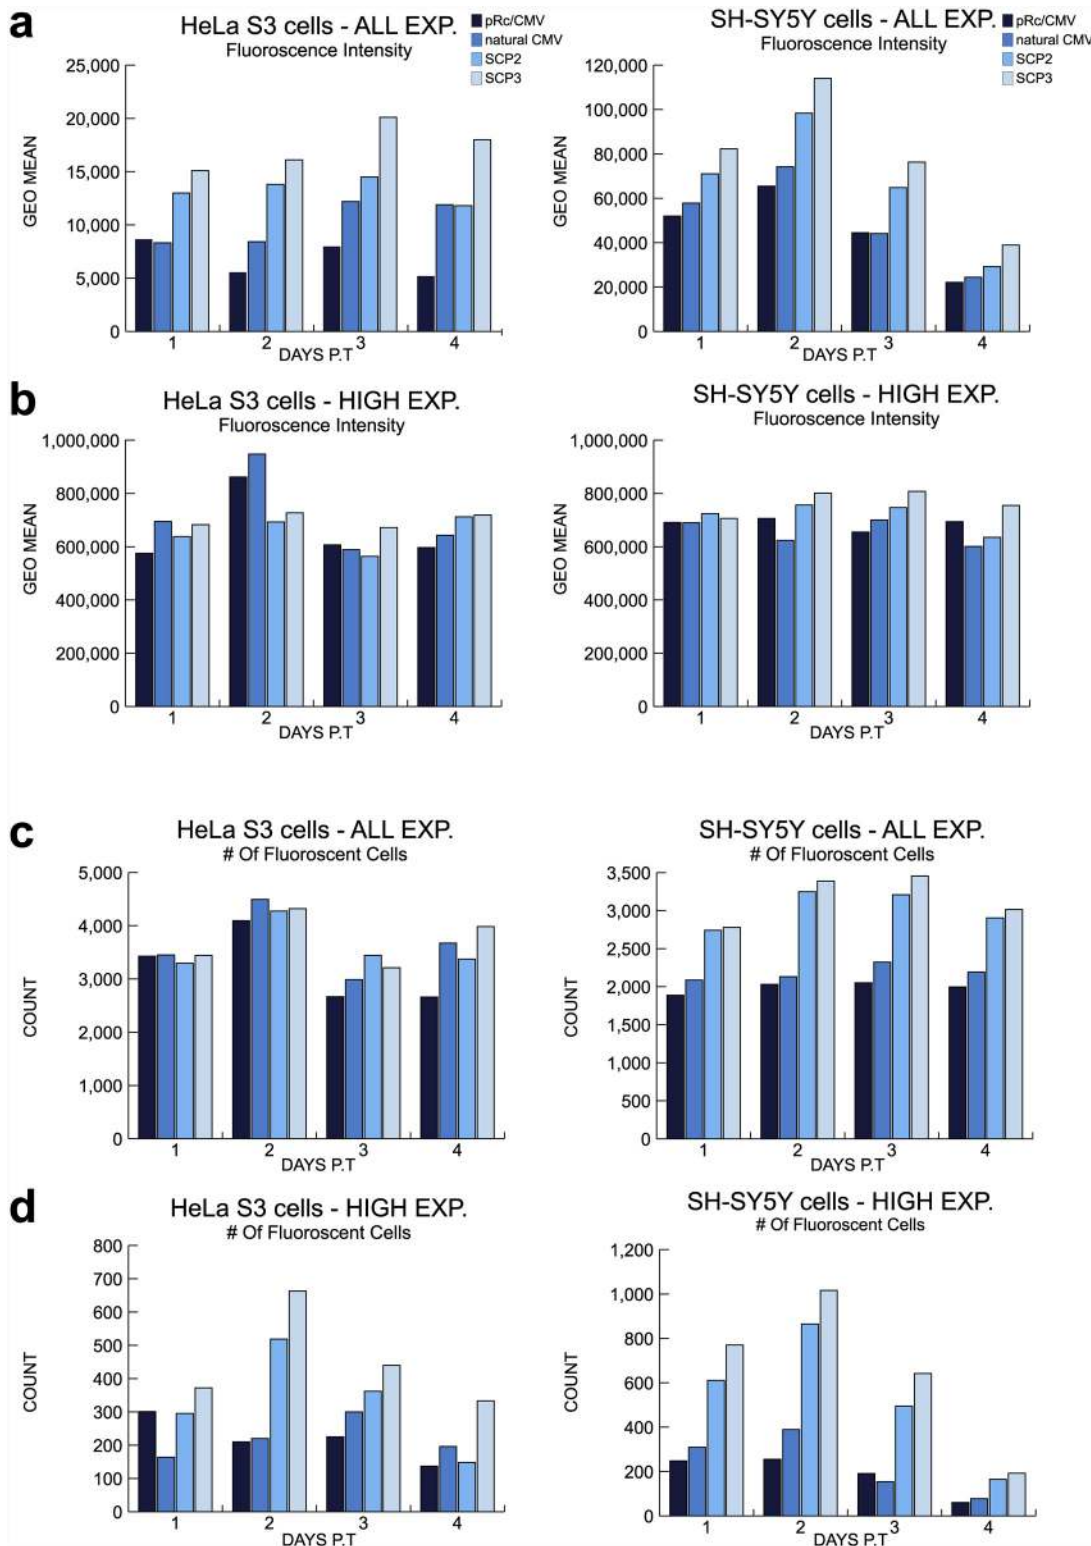 a
HeLa S3 cells - ALL EXP.
Fluoroscence Intensity
pRc/CMV
natural CMV
SCP2
SCP3
GEO MEAN
25,000
20,000
15,000
10,000
5,000
0
1 2 3 4
DAYS P.T
SH-SY5Y cells - ALL EXP.
Fluoroscence Intensity
pRc/CMV
natural CMV
SCP2
SCP3
GEO MEAN
120,000
100,000
80,000
60,000
40,000
20,000
0
1 2 3 4
DAYS P.T
b
HeLa S3 cells - HIGH EXP.
Fluoroscence Intensity
GEO MEAN
1,000,000
800,000
600,000
400,000
200,000
0
1 2 3 4
DAYS P.T
SH-SY5Y cells - HIGH EXP.
Fluoroscence Intensity
GEO MEAN
1,000,000
800,000
600,000
400,000
200,000
0
1 2 3 4
DAYS P.T
c
HeLa S3 cells - ALL EXP.
# Of Fluoroscent Cells
COUNT
5,000
4,000
3,000
2,000
1,000
0
1 2 3 4
DAYS P.T
SH-SY5Y cells - ALL EXP.
# Of Fluoroscent Cells
COUNT
3,500
3,000
2,500
2,000
1,500
1,000
500
0
1 2 3 4
DAYS P.T
d
HeLa S3 cells - HIGH EXP.
# Of Fluoroscent Cells
COUNT
800
700
600
500
400
300
200
100
0
1 2 3 4
DAYS P.T
SH-SY5Y cells - HIGH EXP.
# Of Fluoroscent Cells
COUNT
1,200
1,000
800
600
400
200
0
1 2 3 4
DAYS P.T